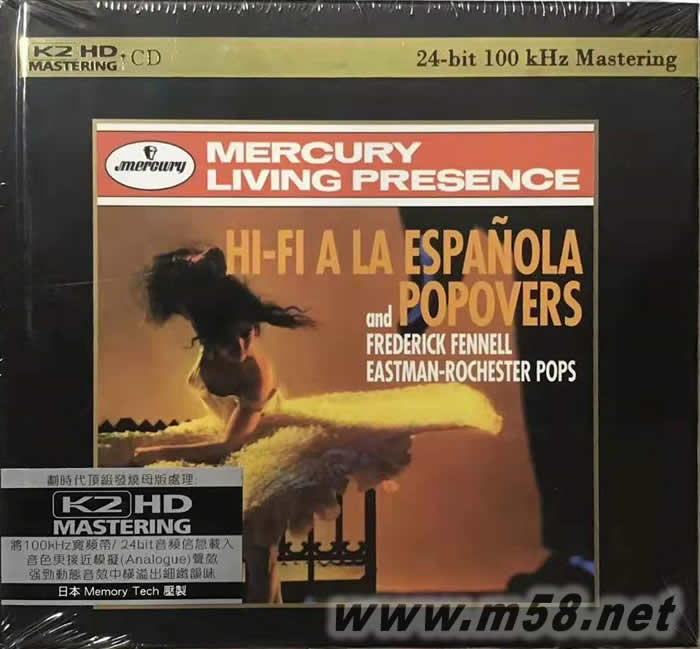 K2 HD
MASTERING + CD
24-bit 100 kHz Mastering
mercury
MERCURY
LIVING PRESENCE
HI-FI A LA ESPAÑOLA
and POPOVERS
FREDERICK FENNELL
EASTMAN-ROCHESTER POPS
劃時代頂級發燒母版處理
K2 HD
MASTERING
將100kHz寬頻帶/24bit音頻信息載入
音色更接近模擬(Analogue)聲效
强勁動態音效中橫溢出細緻韻味
日本 Memory Tech 壓製
www.m58.net